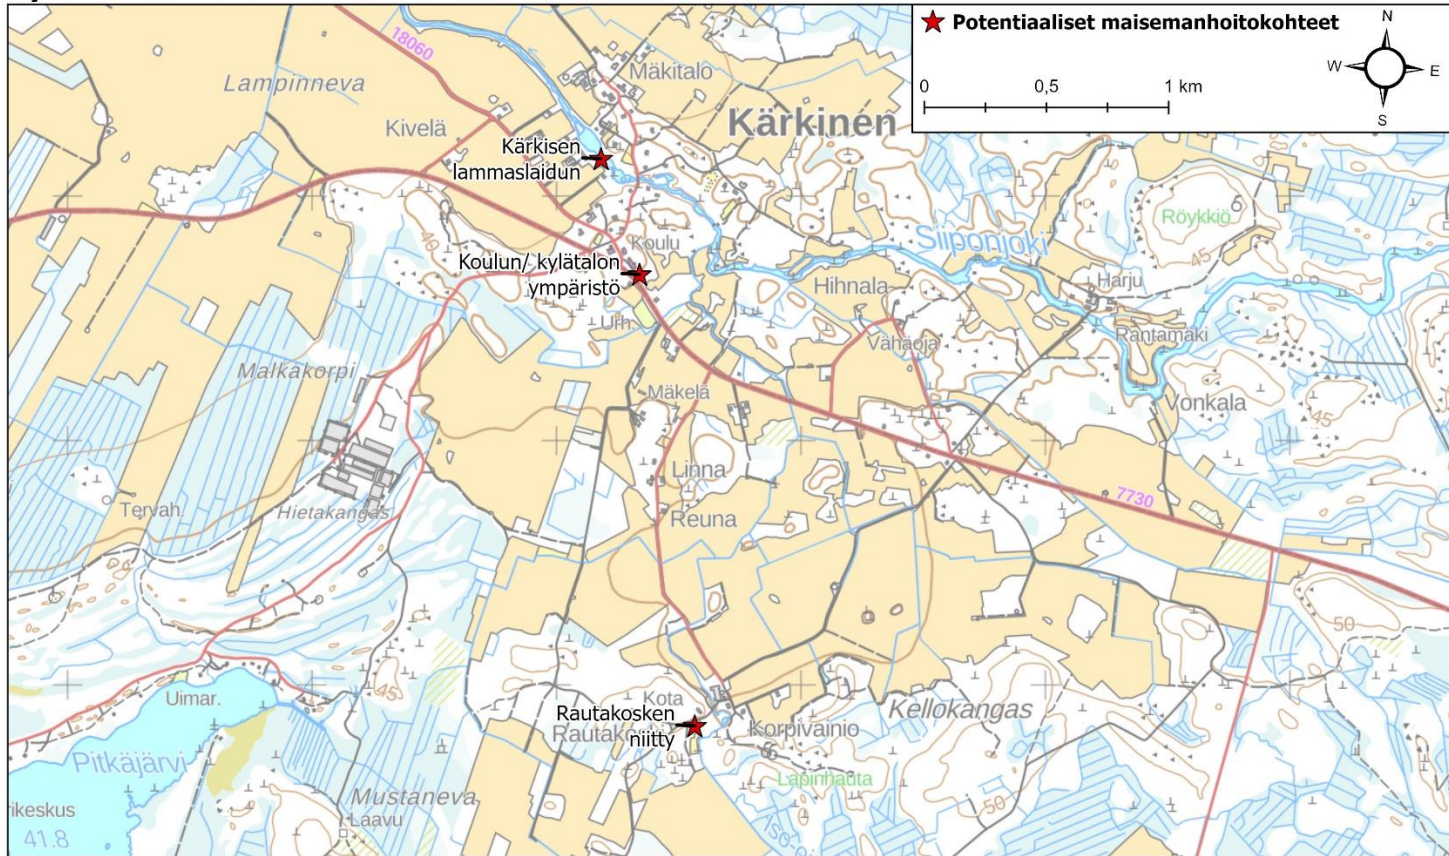 Potentiaaliset maisemanhoitokohteet
0 0,5 1 km
N
W E
S
18060
Lampinneva
Mäkitalo
Kivelä
Kärkinen
Kärkisen
lammaslaidun
Röykkiö
Siiponjoki
Koulu
Koulun/ kylätalon
ympäristö
40
45
Harju
Hihnala
Urh.
Vähäoja
Rantamäki
Malkakorpi
Mäkelä
Vonkala
45
Linna
7730
Tervah.
Hietakangas
Reuna
50
Uimar.
45
Kota
Kellokangas
Rautakosken
niitty
Korpivainio
Pitkäjärvi
Lapinhauta
Mustaneva
50
Laavu
rikeskus
41.8